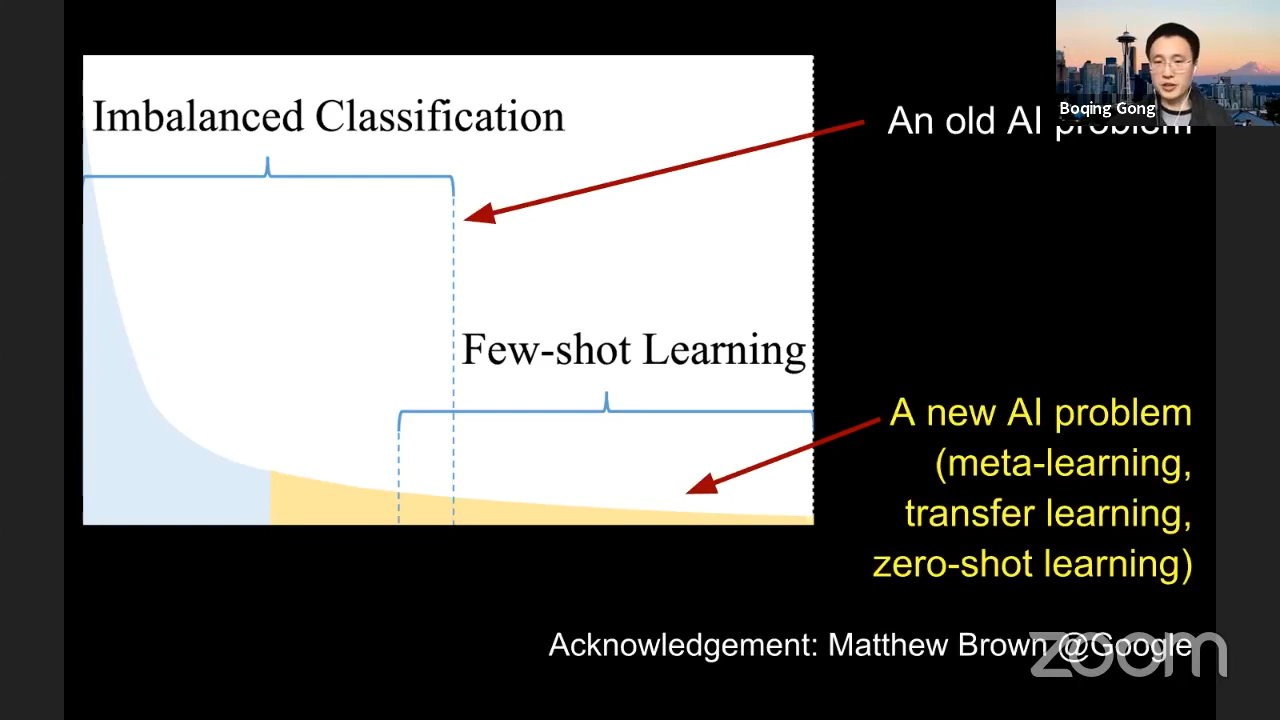 Imbalanced Classification
An old AI problem
Boqing Gong
Few-shot Learning
A new AI problem
(meta-learning,
transfer learning,
zero-shot learning)
Acknowledgement: Matthew Brown @Google
zoom